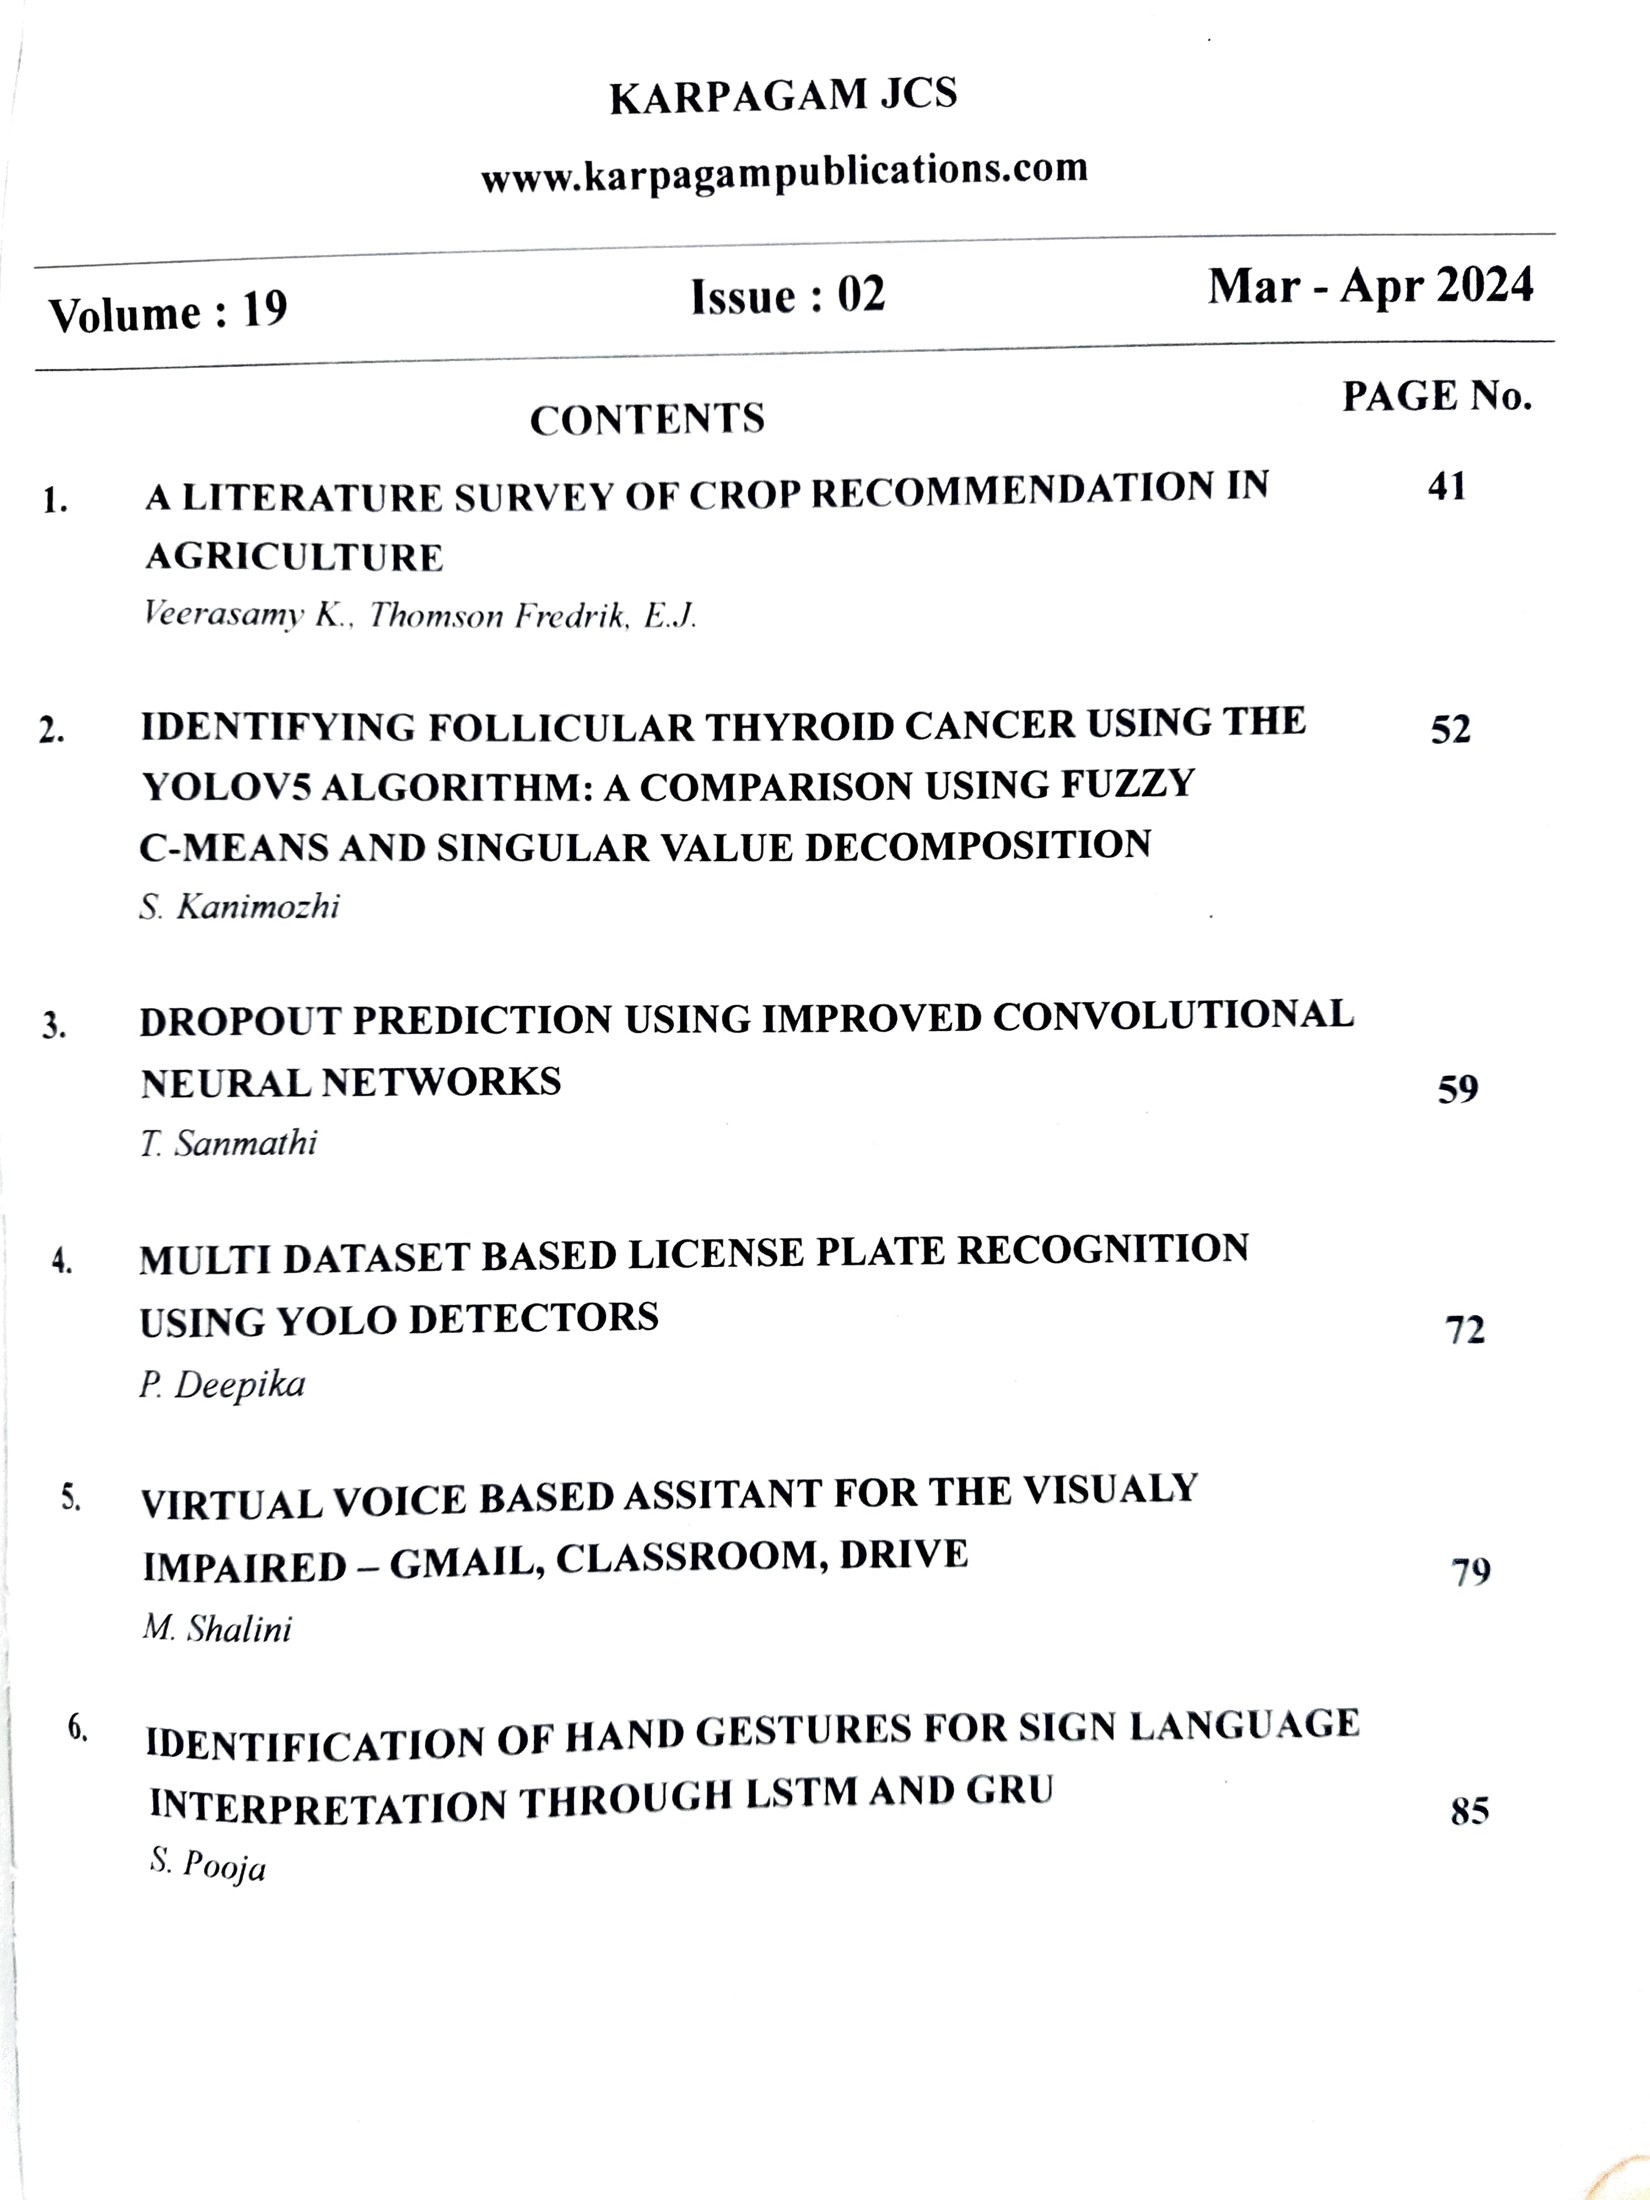 KARPAGAM JCS
www.karpagampublications.com
Volume : 19 Issue : 02 Mar - Apr 2024
CONTENTS PAGE No.
1. A LITERATURE SURVEY OF CROP RECOMMENDATION IN 41
AGRICULTURE
Veerasamy K., Thomson Fredrik, E.J.
2. IDENTIFYING FOLLICULAR THYROID CANCER USING THE 52
YOLOV5 ALGORITHM: A COMPARISON USING FUZZY
C-MEANS AND SINGULAR VALUE DECOMPOSITION
S. Kanimozhi
3. DROPOUT PREDICTION USING IMPROVED CONVOLUTIONAL
NEURAL NETWORKS 59
T. Sanmathi
4. MULTI DATASET BASED LICENSE PLATE RECOGNITION
USING YOLO DETECTORS 72
P. Deepika
5. VIRTUAL VOICE BASED ASSITANT FOR THE VISUALY
IMPAIRED – GMAIL, CLASSROOM, DRIVE 79
M. Shalini
6. IDENTIFICATION OF HAND GESTURES FOR SIGN LANGUAGE
INTERPRETATION THROUGH LSTM AND GRU 85
S. Pooja